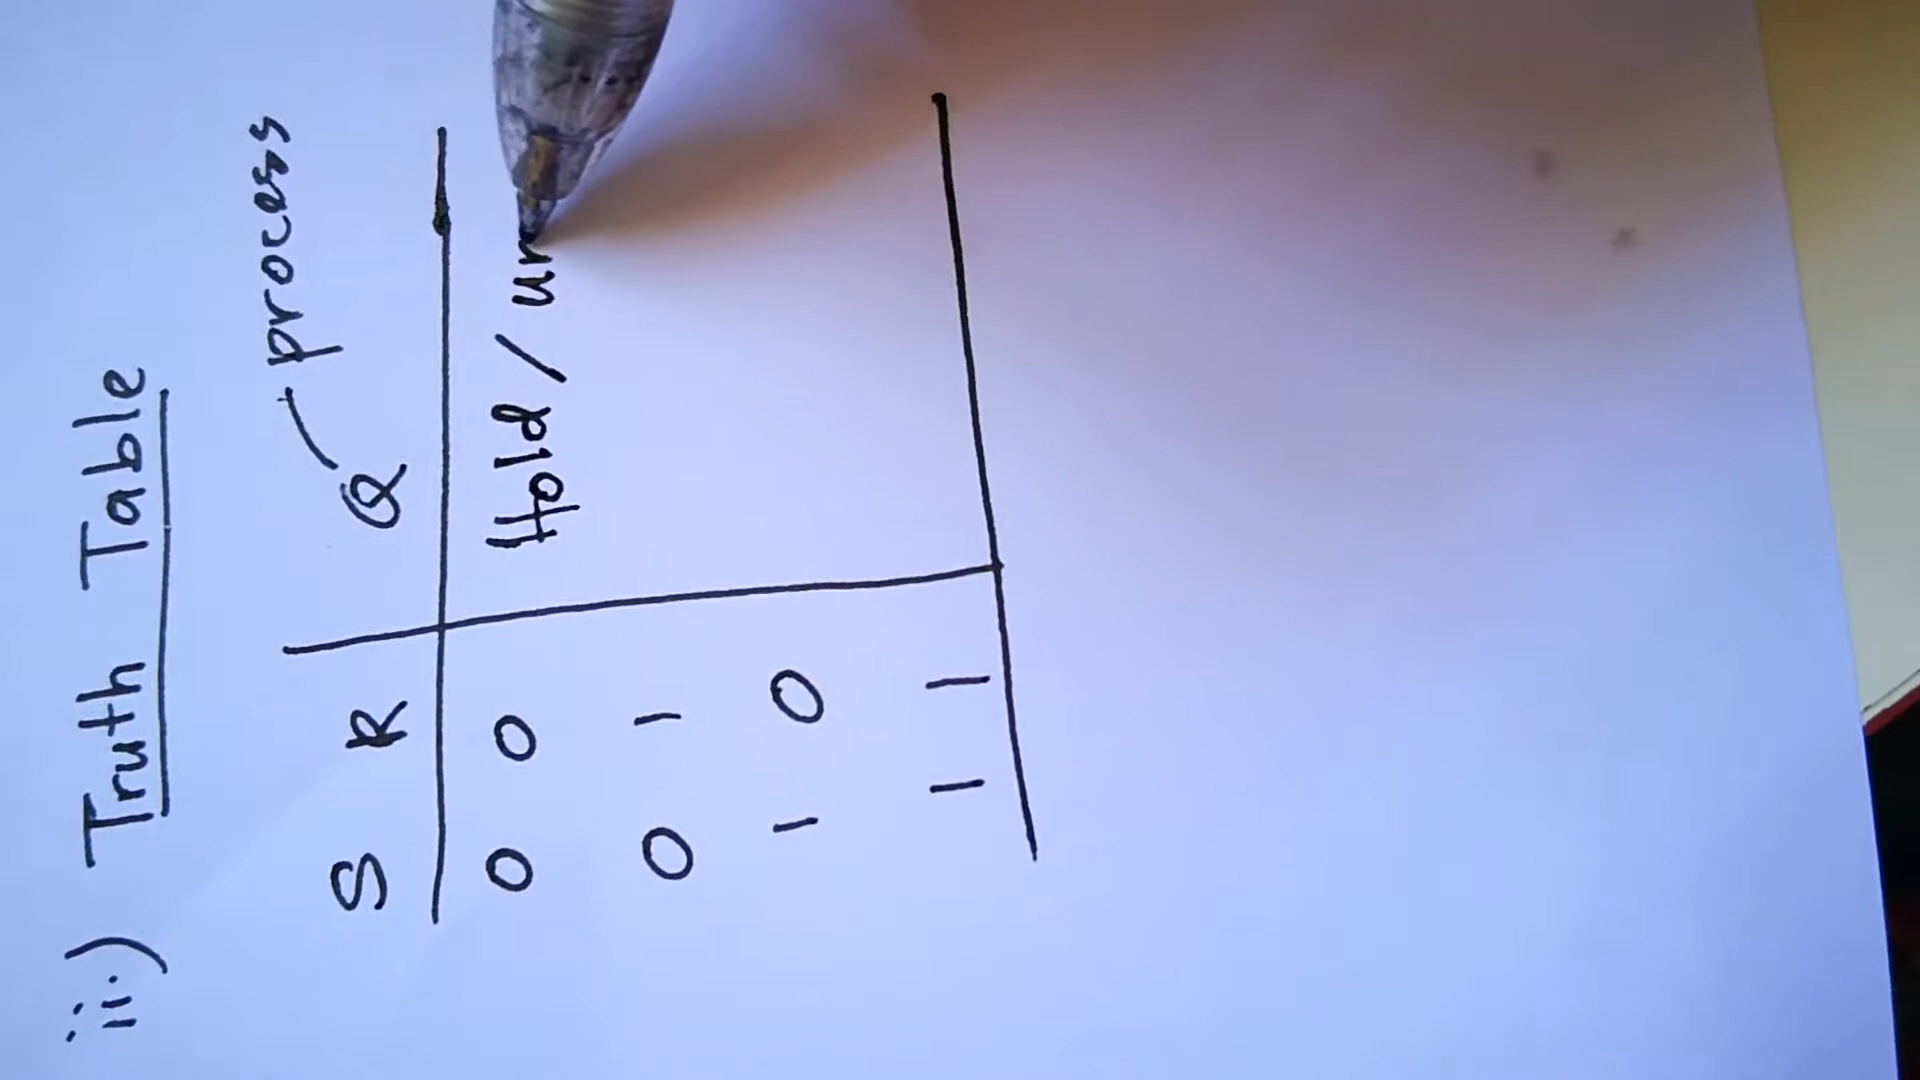 ii.) Truth Table
process
S R Q
0 0 Hold / un
0 1
1 0
1 1